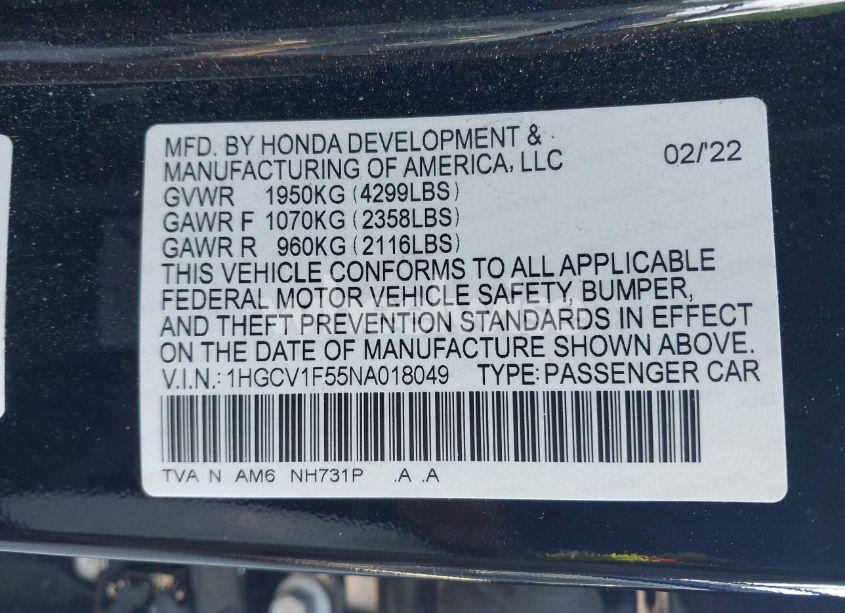 MFD. BY HONDA DEVELOPMENT &
MANUFACTURING OF AMERICA, LLC 02/'22
GVWR 1950KG (4299LBS)
GAWR F 1070KG (2358LBS)
GAWR R 960KG (2116LBS)
THIS VEHICLE CONFORMS TO ALL APPLICABLE
FEDERAL MOTOR VEHICLE SAFETY, BUMPER,
AND THEFT PREVENTION STANDARDS IN EFFECT
ON THE DATE OF MANUFACTURE SHOWN ABOVE.
V.I.N.: 1HGCV1F55NA018049 TYPE: PASSENGER CAR
TVA N AM6 NH731P .A .A